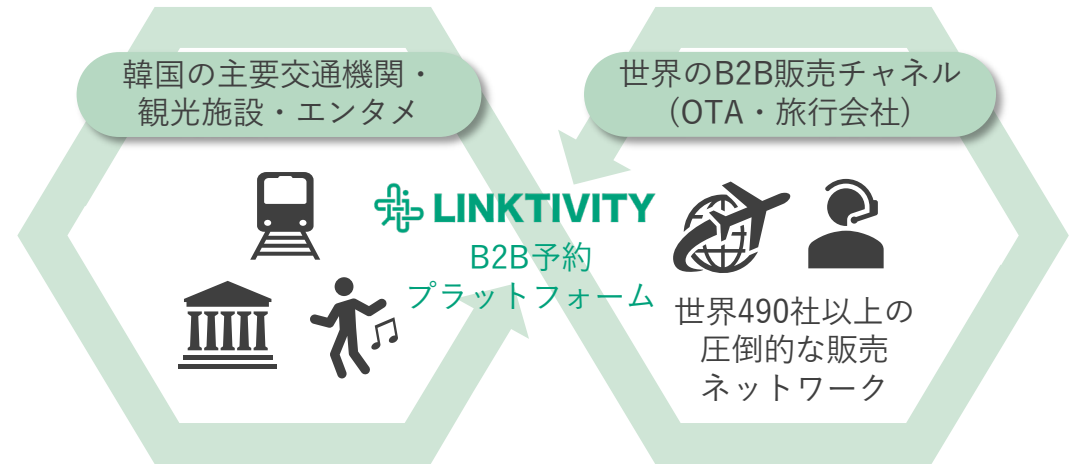 韓国の主要交通機関・
観光施設・エンタメ
世界のB2B販売チャネル
(OTA・旅行会社)
LINKTIVITY
B2B予約
プラットフォーム
世界490社以上の
圧倒的な販売
ネットワーク